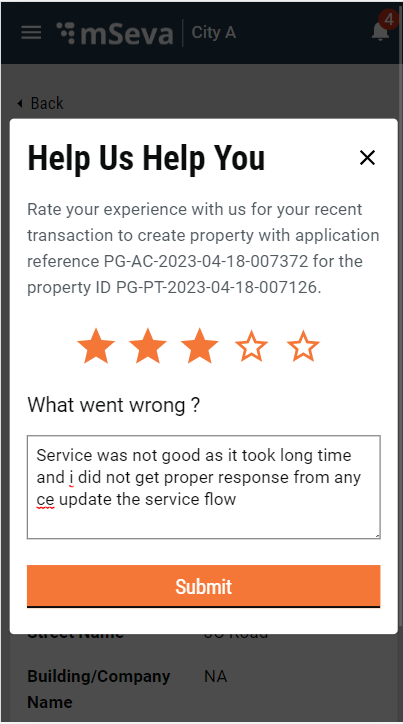 mSeva City A 4
Back
Help Us Help You
Rate your experience with us for your recent
transaction to create property with application
reference PG-AC-2023-04-18-007372 for the
property ID PG-PT-2023-04-18-007126.
What went wrong ?
Service was not good as it took long time
and i did not get proper response from any
ce update the service flow
Submit
Street Name
Building/Company NA
Name